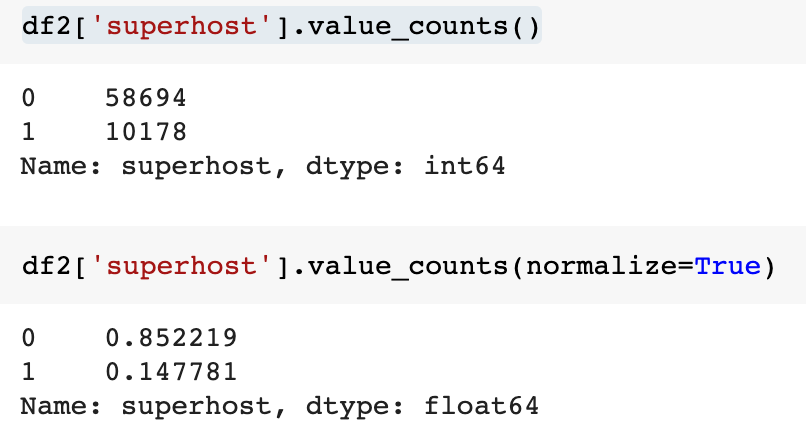 df2['superhost'].value_counts()
0    58694
1    10178
Name: superhost, dtype: int64
df2['superhost'].value_counts(normalize=True)
0    0.852219
1    0.147781
Name: superhost, dtype: float64